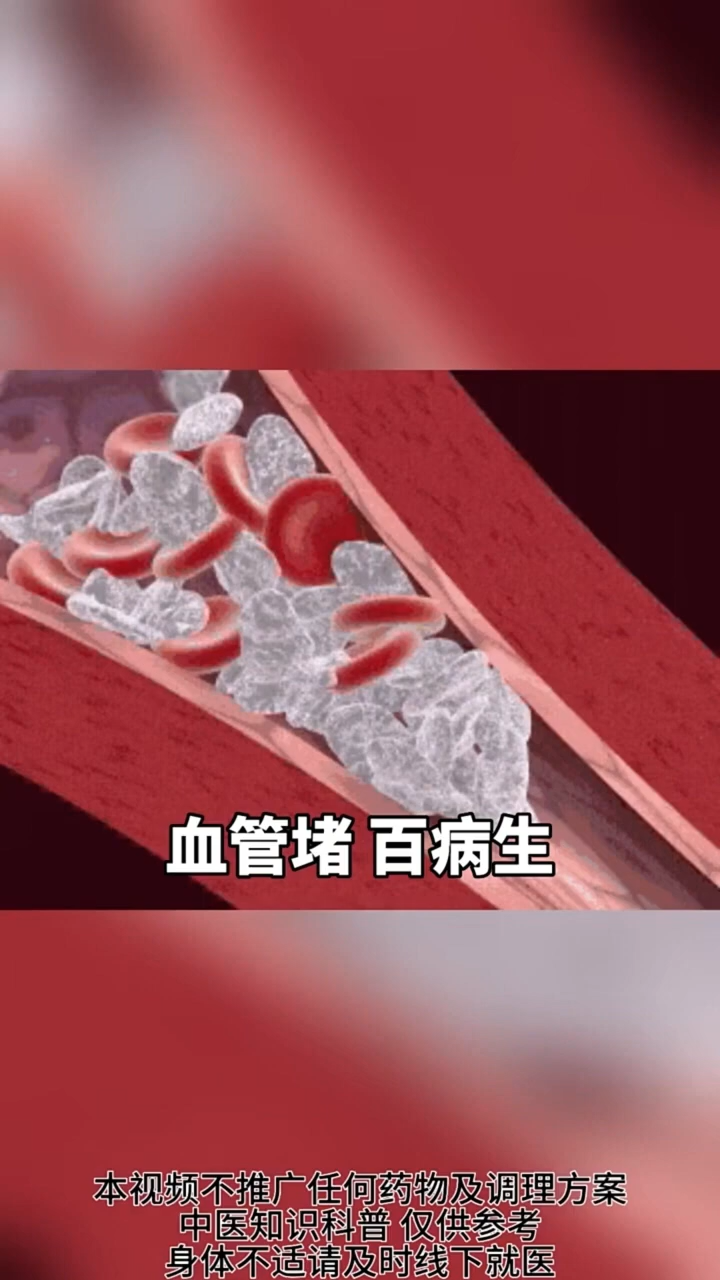 血管堵 百病生
本视频不推广任何药物及调理方案
中医知识科普 仅供参考
身体不适请及时线下就医